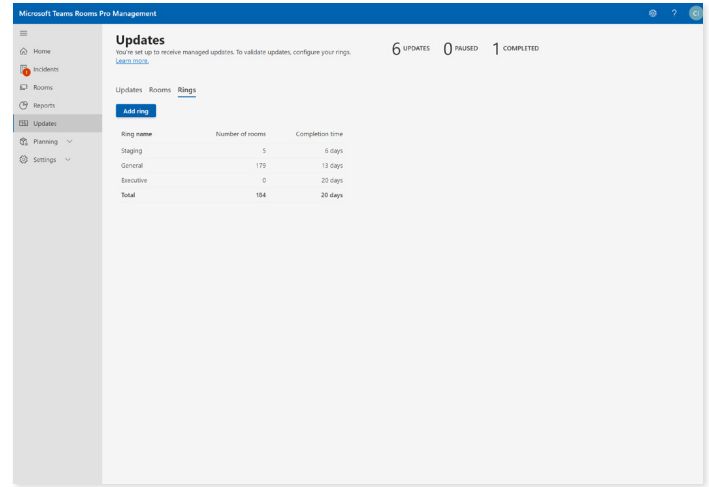 Microsoft Teams Rooms Pro Management
?
CI
Home
Incidents
Rooms
Reports
Updates
Planning
Settings
Updates
You're set up to receive managed updates. To validate updates, configure your rings.
Learn more.
6 UPDATES 0 PAUSED 1 COMPLETED
Updates Rooms Rings
Add ring
Ring name Number of rooms Completion time
Staging 5 6 days
General 179 13 days
Executive 0 20 days
Total 184 20 days